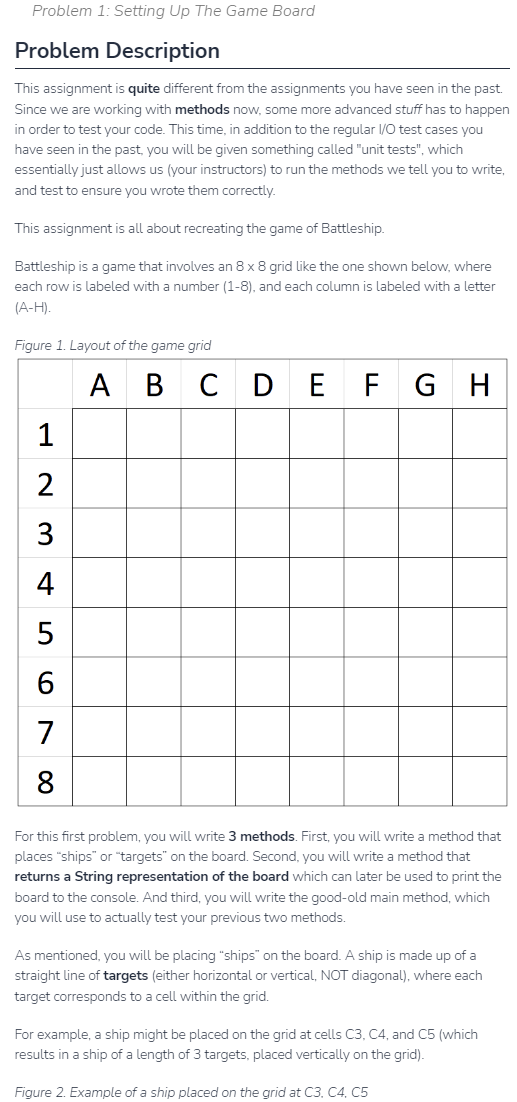 Problem 1: Setting Up The Game Board
Problem Description
This assignment is quite different from the assignments you have seen in the past.
Since we are working with methods now, some more advanced stuff has to happen
in order to test your code. This time, in addition to the regular I/O test cases you
have seen in the past, you will be given something called "unit tests", which
essentially just allows us (your instructors) to run the methods we tell you to write,
and test to ensure you wrote them correctly.
This assignment is all about recreating the game of Battleship.
Battleship is a game that involves an 8 x 8 grid like the one shown below, where
each row is labeled with a number (1-8), and each column is labeled with a letter
(A-H).
Figure 1. Layout of the game grid
A B C D E F G H
1
2
3
4
5
6
7
8
For this first problem, you will write 3 methods. First, you will write a method that
places “ships” or “targets” on the board. Second, you will write a method that
returns a String representation of the board which can later be used to print the
board to the console. And third, you will write the good-old main method, which
you will use to actually test your previous two methods.
As mentioned, you will be placing “ships” on the board. A ship is made up of a
straight line of targets (either horizontal or vertical, NOT diagonal), where each
target corresponds to a cell within the grid.
For example, a ship might be placed on the grid at cells C3, C4, and C5 (which
results in a ship of a length of 3 targets, placed vertically on the grid).
Figure 2. Example of a ship placed on the grid at C3, C4, C5